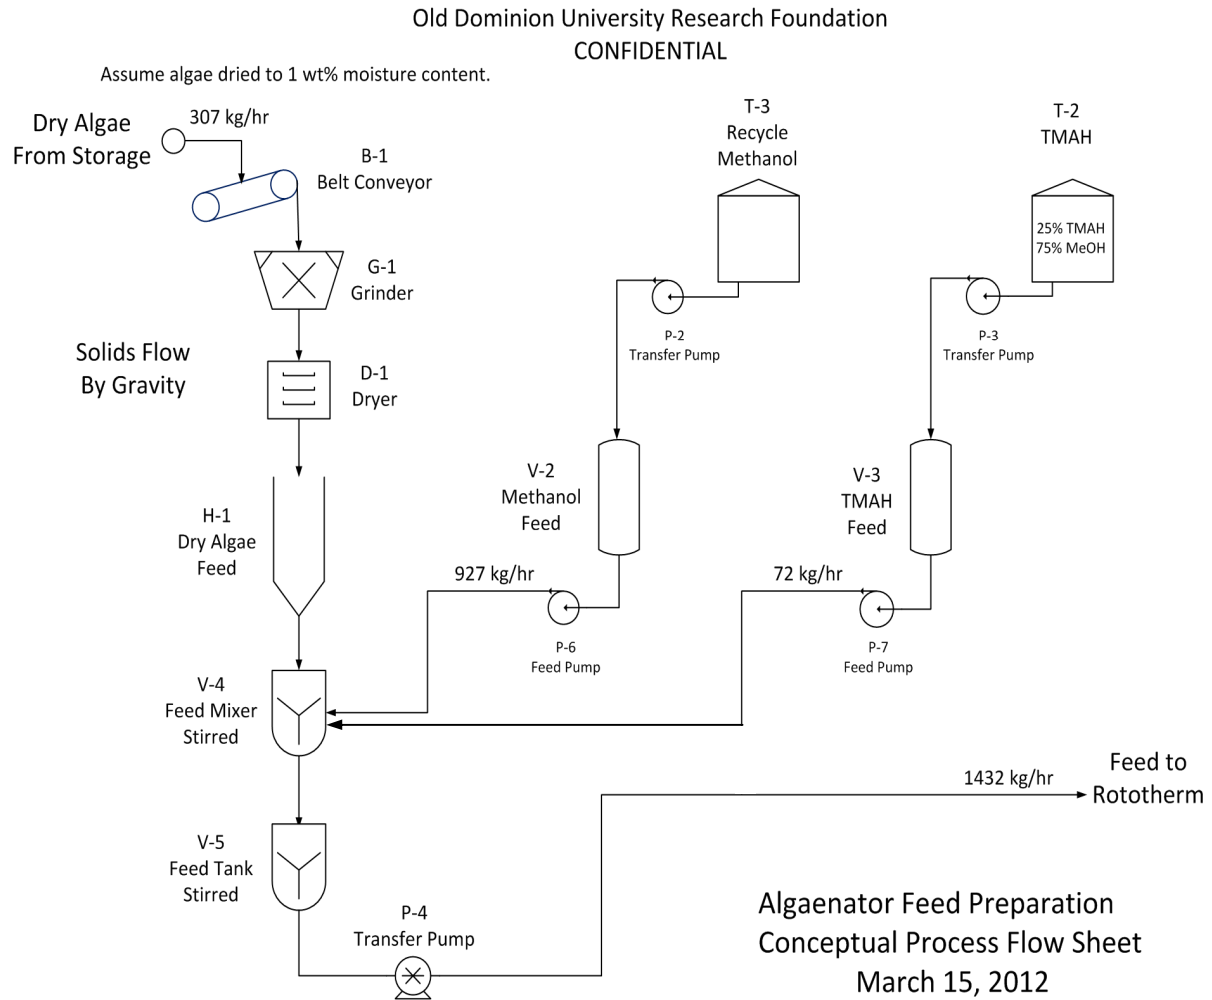 Old Dominion University Research Foundation
CONFIDENTIAL
Assume algae dried to 1 wt% moisture content.
Dry Algae
From Storage
307 kg/hr
B-1
Belt Conveyor
G-1
Grinder
Solids Flow
By Gravity
D-1
Dryer
H-1
Dry Algae
Feed
T-3
Recycle
Methanol
P-2
Transfer Pump
V-2
Methanol
Feed
927 kg/hr
P-6
Feed Pump
T-2
TMAH
25% TMAH
75% MeOH
P-3
Transfer Pump
V-3
TMAH
Feed
72 kg/hr
P-7
Feed Pump
V-4
Feed Mixer
Stirred
V-5
Feed Tank
Stirred
P-4
Transfer Pump
1432 kg/hr
Feed to
Rototherm
Algaenator Feed Preparation
Conceptual Process Flow Sheet
March 15, 2012